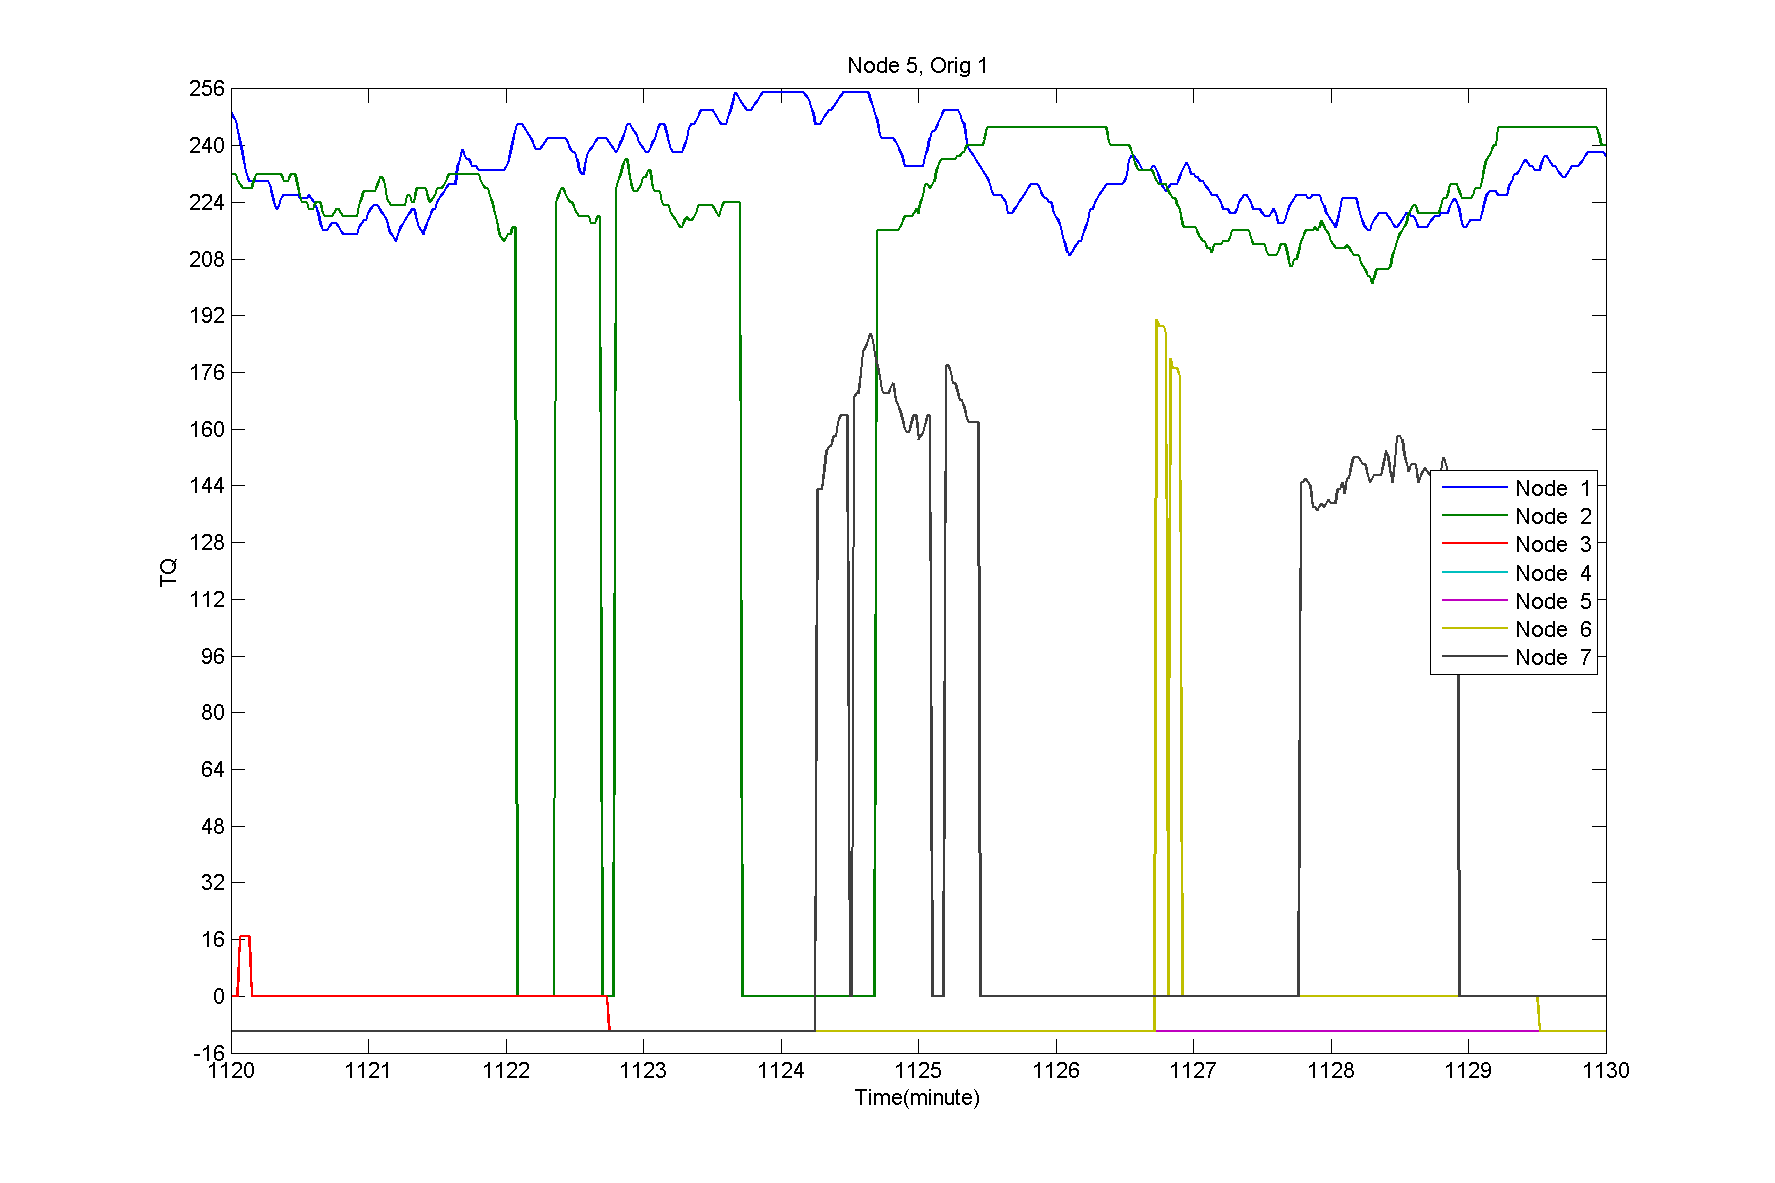 Node 5, Orig 1
256
240
224
208
192
176
160
144
128
112
96
80
64
48
32
16
0
-16
TQ
Node 1
Node 2
Node 3
Node 4
Node 5
Node 6
Node 7
1120 1121 1122 1123 1124 1125 1126 1127 1128 1129 1130
Time(minute)